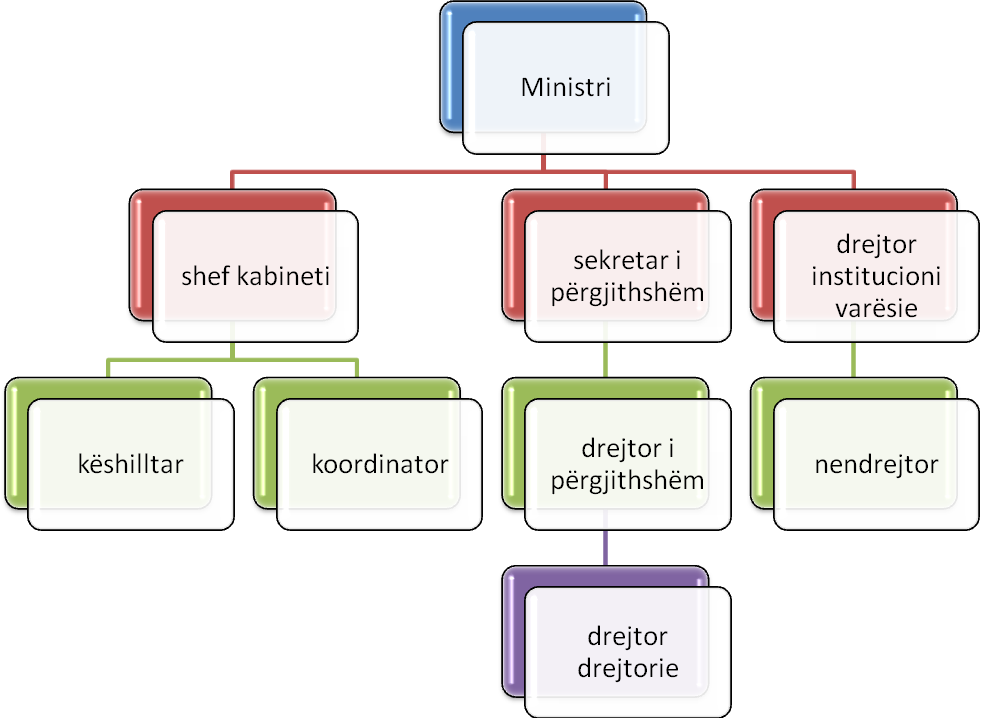 Ministri
shef kabineti
sekretar i
përgjithshëm
drejtor
institucioni
varësie
këshilltar
koordinator
drejtor i
përgjithshëm
nendrejtor
drejtor
drejtorie